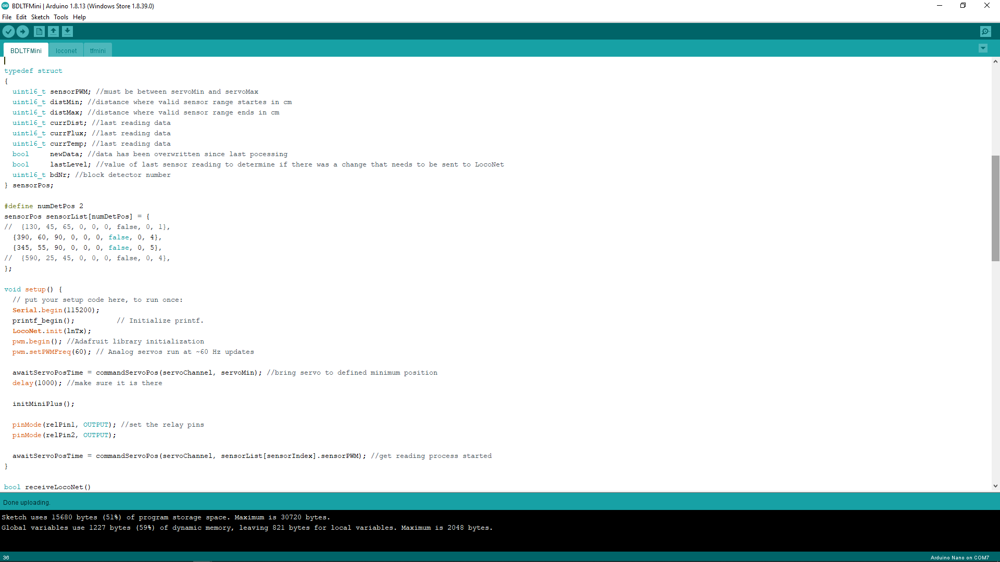 BDLTFMini | Arduino 1.8.13 (Windows Store 1.8.39.0)
File Edit Sketch Tools Help
BDLTFMini loconet tfmini
typedef struct
{
  uint16_t sensorPWM; //must be between servoMin and servoMax
  uint16_t distMin; //distance where valid sensor range startes in cm
  uint16_t distMax; //distance where valid sensor range ends in cm
  uint16_t currDist; //last reading data
  uint16_t currFlux; //last reading data
  uint16_t currTemp; //last reading data
  bool     newData; //data has been overwritten since last pocessing
  bool     lastLevel; //value of last sensor reading to determine if there was a change that needs to be sent to LocoNet
  uint16_t bdNr; //block detector number
} sensorPos;
#define numDetPos 2
sensorPos sensorList[numDetPos] = {
//  {130, 45, 65, 0, 0, 0, false, 0, 1},
  {390, 60, 90, 0, 0, 0, false, 0, 4},
  {345, 55, 90, 0, 0, 0, false, 0, 5},
//  {590, 25, 45, 0, 0, 0, false, 0, 4},
};
void setup() {
  // put your setup code here, to run once:
  Serial.begin(115200);
  printf_begin();          // Initialize printf.
  LocoNet.init(lnTx);
  pwm.begin(); //Adafruit library initialization
  pwm.setPWMFreq(60); // Analog servos run at ~60 Hz updates
  awaitServoPosTime = commandServoPos(servoChannel, servoMin); //bring servo to defined minimum position
  delay(1000); //make sure it is there
  initMiniPlus();
  pinMode(relPin1, OUTPUT); //set the relay pins
  pinMode(relPin2, OUTPUT);
  awaitServoPosTime = commandServoPos(servoChannel, sensorList[sensorIndex].sensorPWM); //get reading process started
}
bool receiveLocoNet()
Done uploading.
Sketch uses 15680 bytes (51%) of program storage space. Maximum is 30720 bytes.
Global variables use 1227 bytes (59%) of dynamic memory, leaving 821 bytes for local variables. Maximum is 2048 bytes.
36 Arduino Nano on COM7